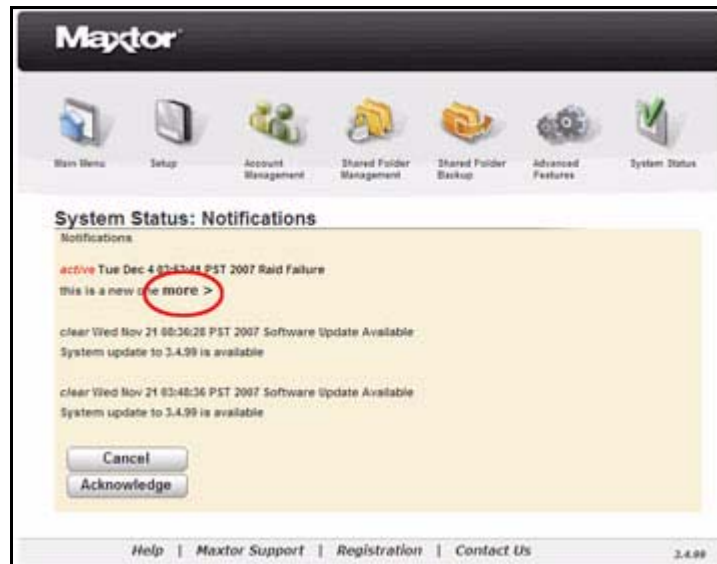 Maxtor
Main Menu
Setup
Account Management
Shared Folder Management
Shared Folder Backup
Advanced Features
System Status
System Status: Notifications
Notifications
active Tue Dec 4 03:53:41 PST 2007 Raid Failure
this is a new one more >
clear Wed Nov 21 08:36:28 PST 2007 Software Update Available
System update to 3.4.99 is available
clear Wed Nov 21 03:48:36 PST 2007 Software Update Available
System update to 3.4.99 is available
Cancel
Acknowledge
Help | Maxtor Support | Registration | Contact Us
3.4.99